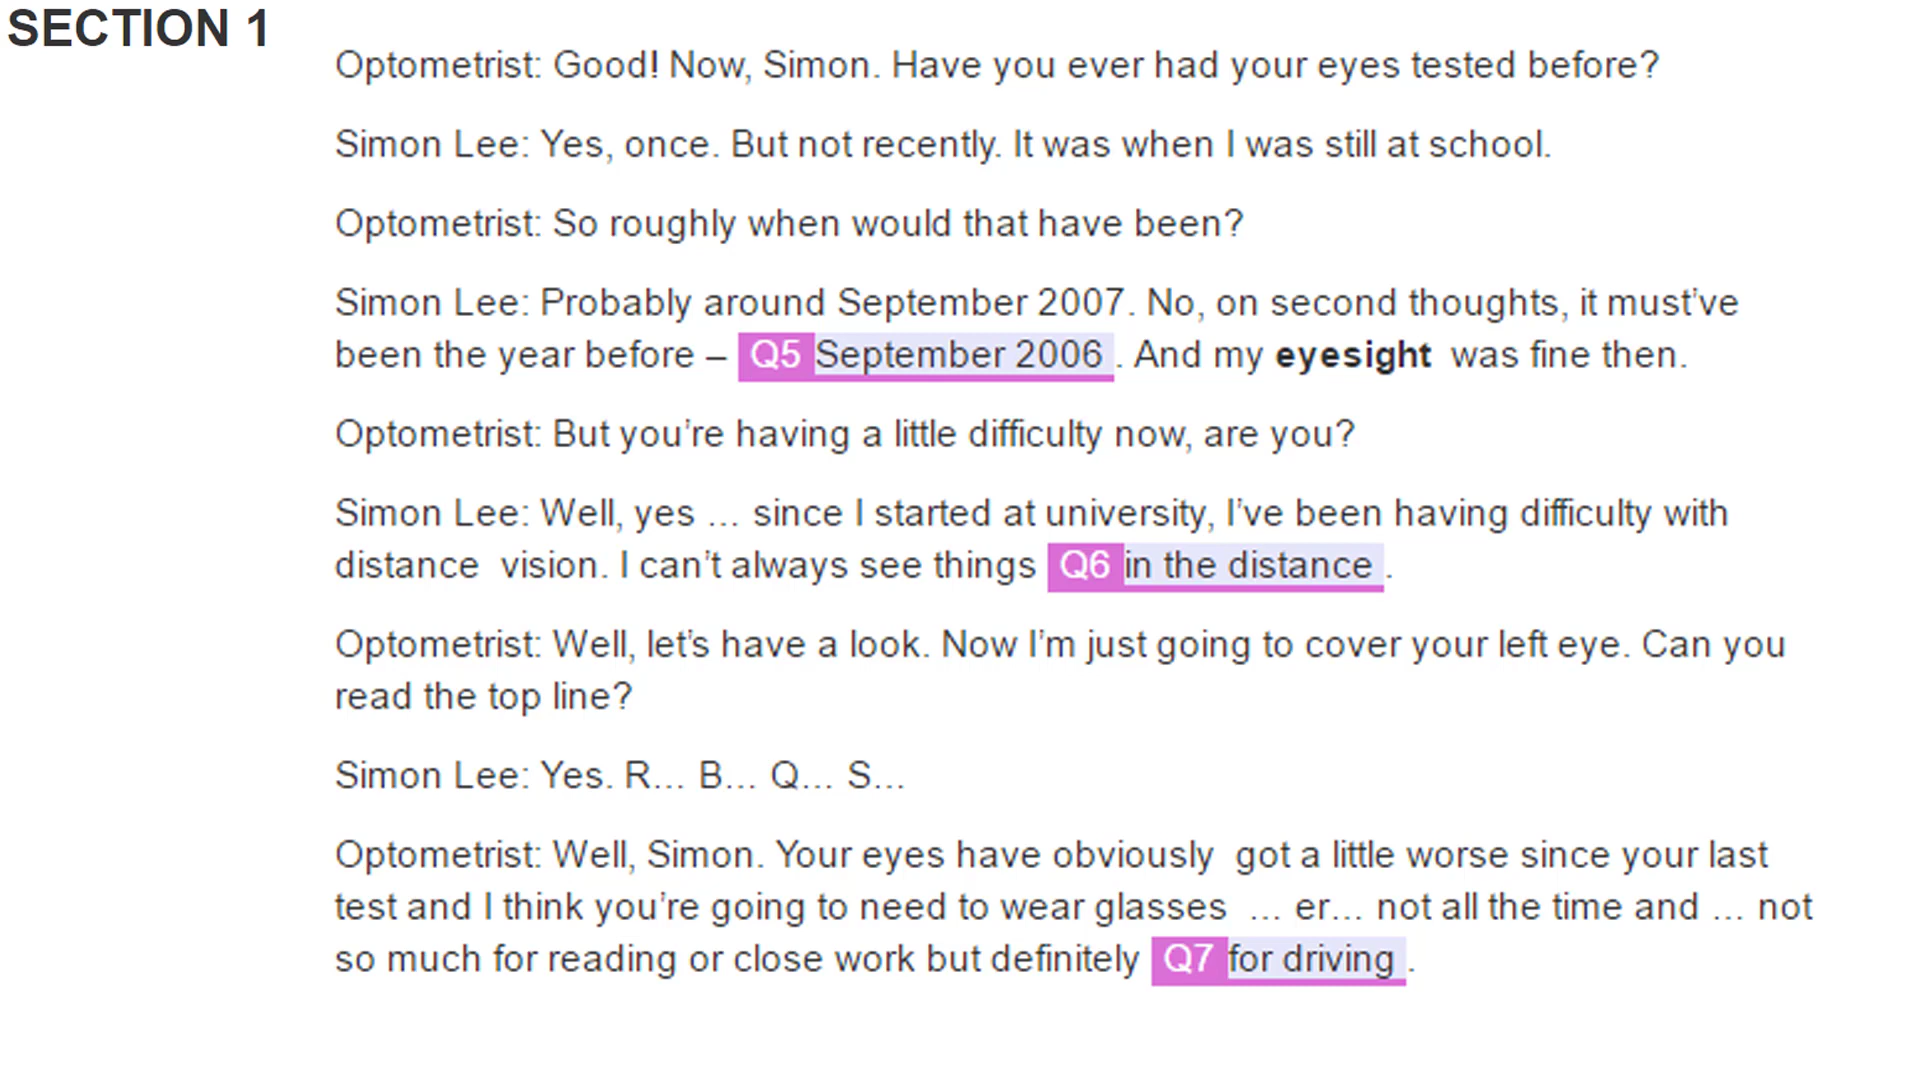 SECTION 1
Optometrist: Good! Now, Simon. Have you ever had your eyes tested before?
Simon Lee: Yes, once. But not recently. It was when I was still at school.
Optometrist: So roughly when would that have been?
Simon Lee: Probably around September 2007. No, on second thoughts, it must’ve
been the year before – Q5 September 2006 . And my eyesight was fine then.
Optometrist: But you’re having a little difficulty now, are you?
Simon Lee: Well, yes … since I started at university, I’ve been having difficulty with
distance vision. I can’t always see things Q6 in the distance .
Optometrist: Well, let’s have a look. Now I’m just going to cover your left eye. Can you
read the top line?
Simon Lee: Yes. R… B… Q… S…
Optometrist: Well, Simon. Your eyes have obviously got a little worse since your last
test and I think you’re going to need to wear glasses … er… not all the time and … not
so much for reading or close work but definitely Q7 for driving .